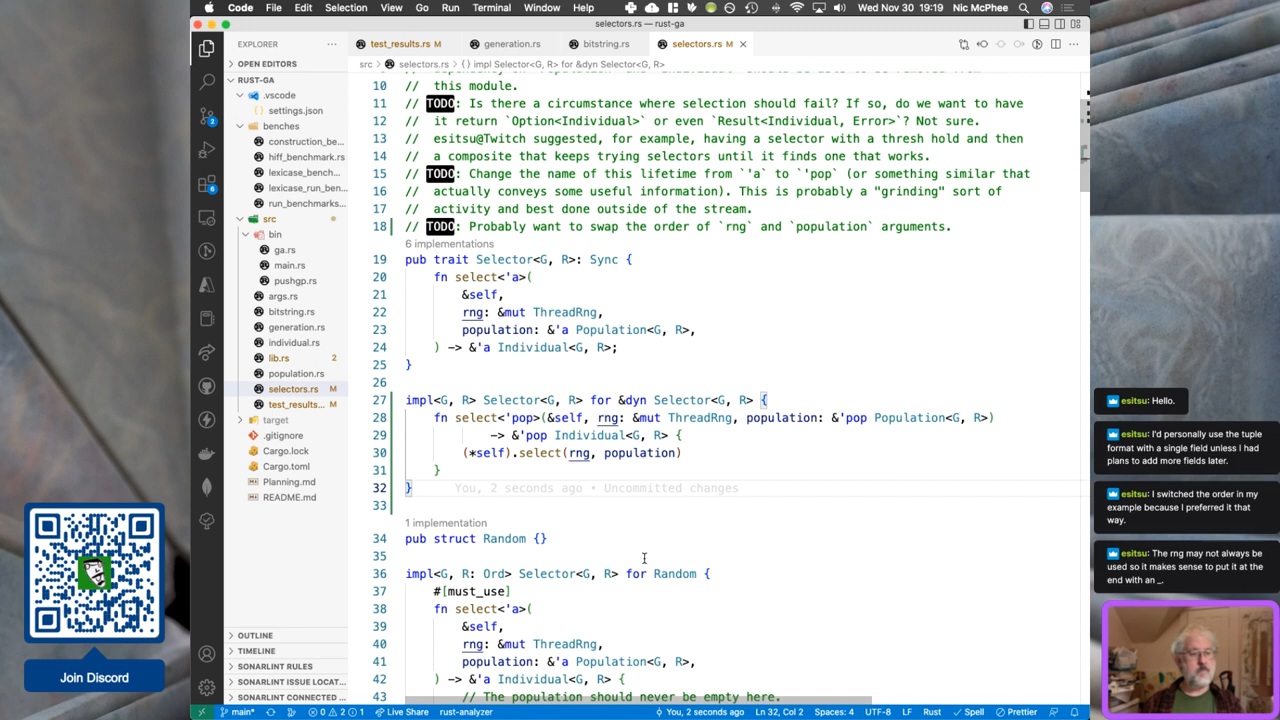 Code File Edit Selection View Go Run Terminal Window Help Wed Nov 30 19:19 Nic McPhee
selectors.rs — rust-ga
EXPLORER
test_results.rs M
generation.rs
bitstring.rs
selectors.rs M
OPEN EDITORS
src > selectors.rs > {} impl Selector<G, R> for &dyn Selector<G, R>
RUST-GA
.vscode
settings.json
benches
construction_be...
hiff_benchmark.rs
lexicase_bench...
lexicase_run_ben...
run_benchmarks...
src
bin
ga.rs
main.rs
pushgp.rs
args.rs
bitstring.rs
generation.rs
individual.rs
lib.rs 2
population.rs
selectors.rs M
test_results... M
target
.gitignore
Cargo.lock
Cargo.toml
Planning.md
README.md
OUTLINE
TIMELINE
SONARLINT RULES
SONARLINT ISSUE LOCAT...
SONARLINT CONNECTED ...
2
6
10 // this module.
11 // TODO: Is there a circumstance where selection should fail? If so, do we want to have
12 // it return `Option<Individual>` or even `Result<Individual, Error>`? Not sure.
13 // esitsu@Twitch suggested, for example, having a selector with a thresh hold and then
14 // a composite that keeps trying selectors until it finds one that works.
15 // TODO: Change the name of this lifetime from `'a` to `'pop` (or something similar that
16 // actually conveys some useful information). This is probably a "grinding" sort of
17 // activity and best done outside of the stream.
18 // TODO: Probably want to swap the order of `rng` and `population` arguments.
6 implementations
19 pub trait Selector<G, R>: Sync {
20 fn select<'a>(
21 &self,
22 rng: &mut ThreadRng,
23 population: &'a Population<G, R>,
24 ) -> &'a Individual<G, R>;
25 }
26
27 impl<G, R> Selector<G, R> for &dyn Selector<G, R> {
28 fn select<'pop>(&self, rng: &mut ThreadRng, population: &'pop Population<G, R>)
29 -> &'pop Individual<G, R> {
30 (*self).select(rng, population)
31 }
32 } You, 2 seconds ago • Uncommitted changes
33
1 implementation
34 pub struct Random {}
35
36 impl<G, R: Ord> Selector<G, R> for Random {
37 #[must_use]
38 fn select<'a>(
39 &self,
40 rng: &mut ThreadRng,
41 population: &'a Population<G, R>,
42 ) -> &'a Individual<G, R> {
43 // The population should never be empty here.
main* 0 2 1 Live Share rust-analyzer You, 2 seconds ago Ln 32, Col 2 Spaces: 4 UTF-8 LF Rust Spell Prettier
esitsu: Hello.
esitsu: I'd personally use the tuple
format with a single field unless I had
plans to add more fields later.
esitsu: I switched the order in my
example because I preferred it that
way.
esitsu: The rng may not always be
used so it makes sense to put it at the
end with an _.
Join Discord